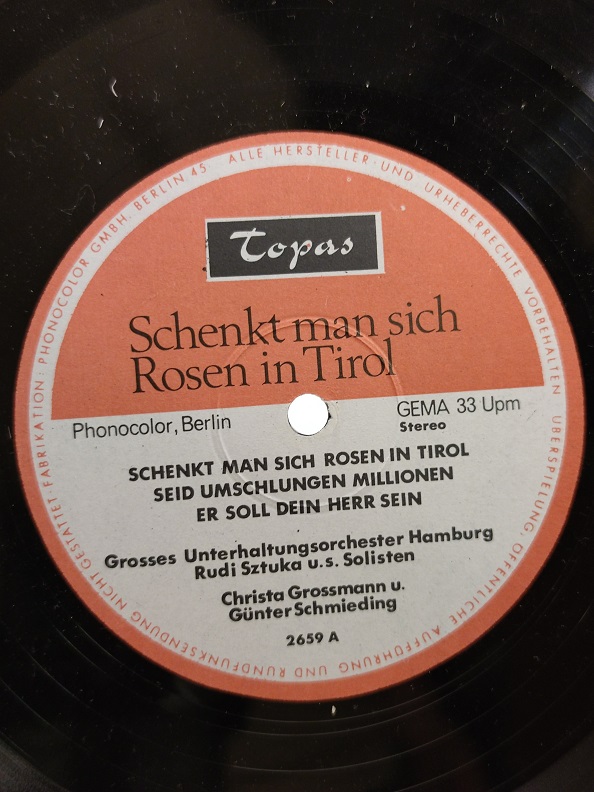 FABRIKATION: PHONOCOLOR GMBH. BERLIN 45 ALLE HERSTELLER- UND URHEBERRECHTE VORBEHALTEN ÜBERSPIELUNG, ÖFFENTLICHE AUFFÜHRUNG UND RUNDFUNKSENDUNG NICHT GESTATTET
Topas
Schenkt man sich
Rosen in Tirol
Phonocolor, Berlin
GEMA 33 Upm
Stereo
SCHENKT MAN SICH ROSEN IN TIROL
SEID UMSCHLUNGEN MILLIONEN
ER SOLL DEIN HERR SEIN
Grosses Unterhaltungsorchester Hamburg
Rudi Sztuka u.s. Solisten
Christa Grossmann u.
Günter Schmieding
2659 A